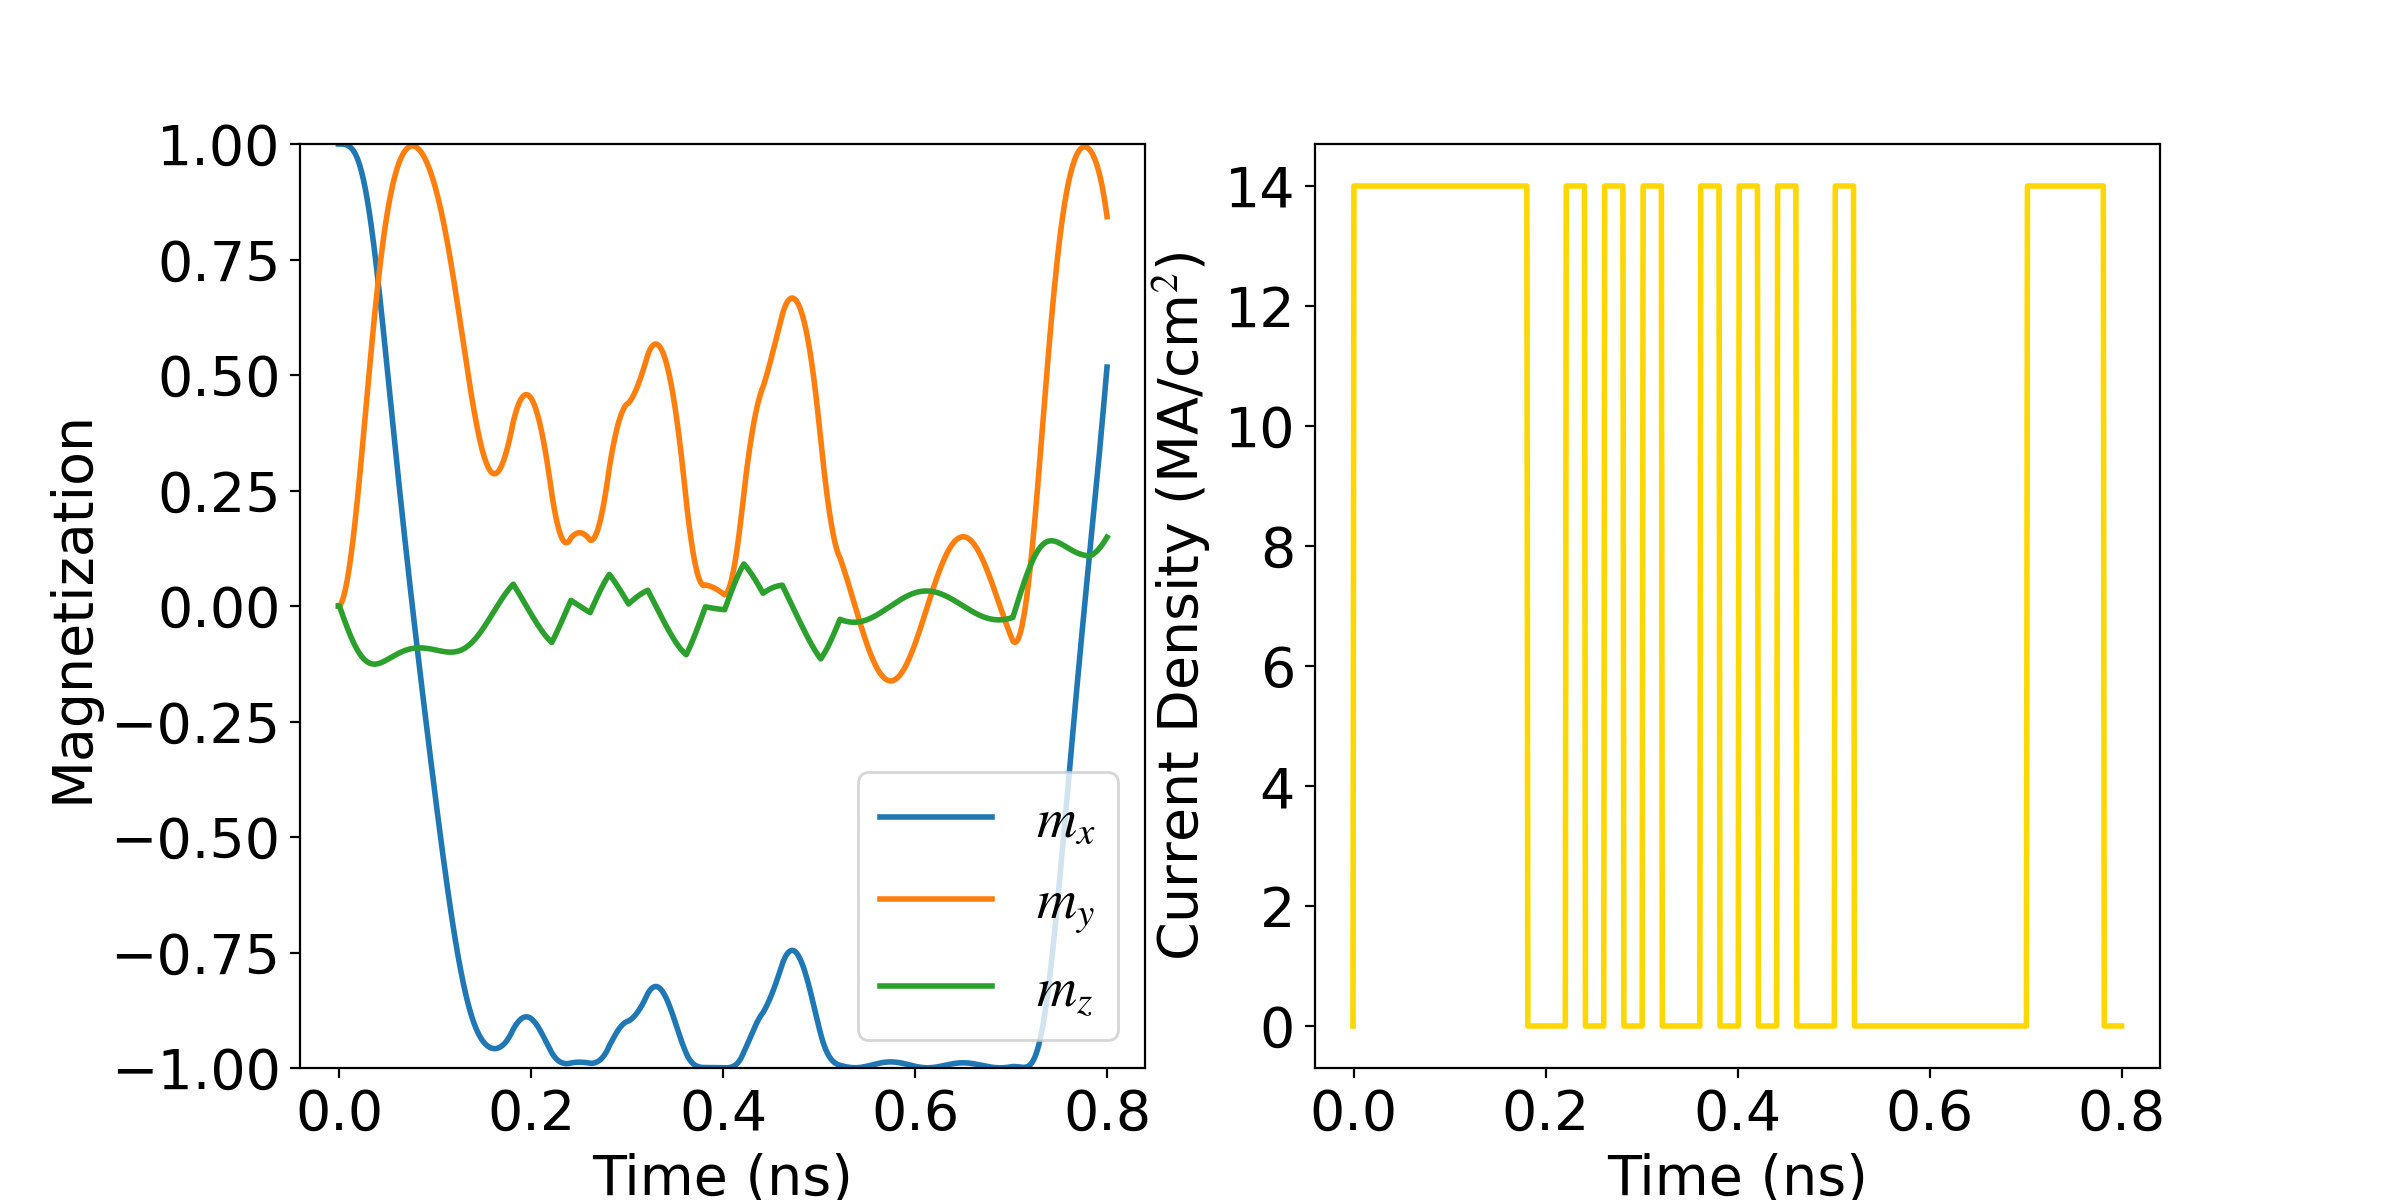 Magnetization
1.00
0.75
0.50
0.25
0.00
−0.25
−0.50
−0.75
−1.00
0.0 0.2 0.4 0.6 0.8
Time (ns)
m_x
m_y
m_z
Current Density (MA/cm²)
14
12
10
8
6
4
2
0
0.0 0.2 0.4 0.6 0.8
Time (ns)